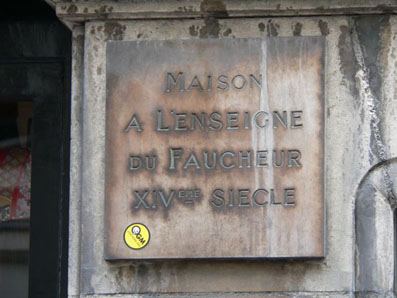 MAISON
A L'ENSEIGNE
DU FAUCHEUR
XIVEME SIECLE